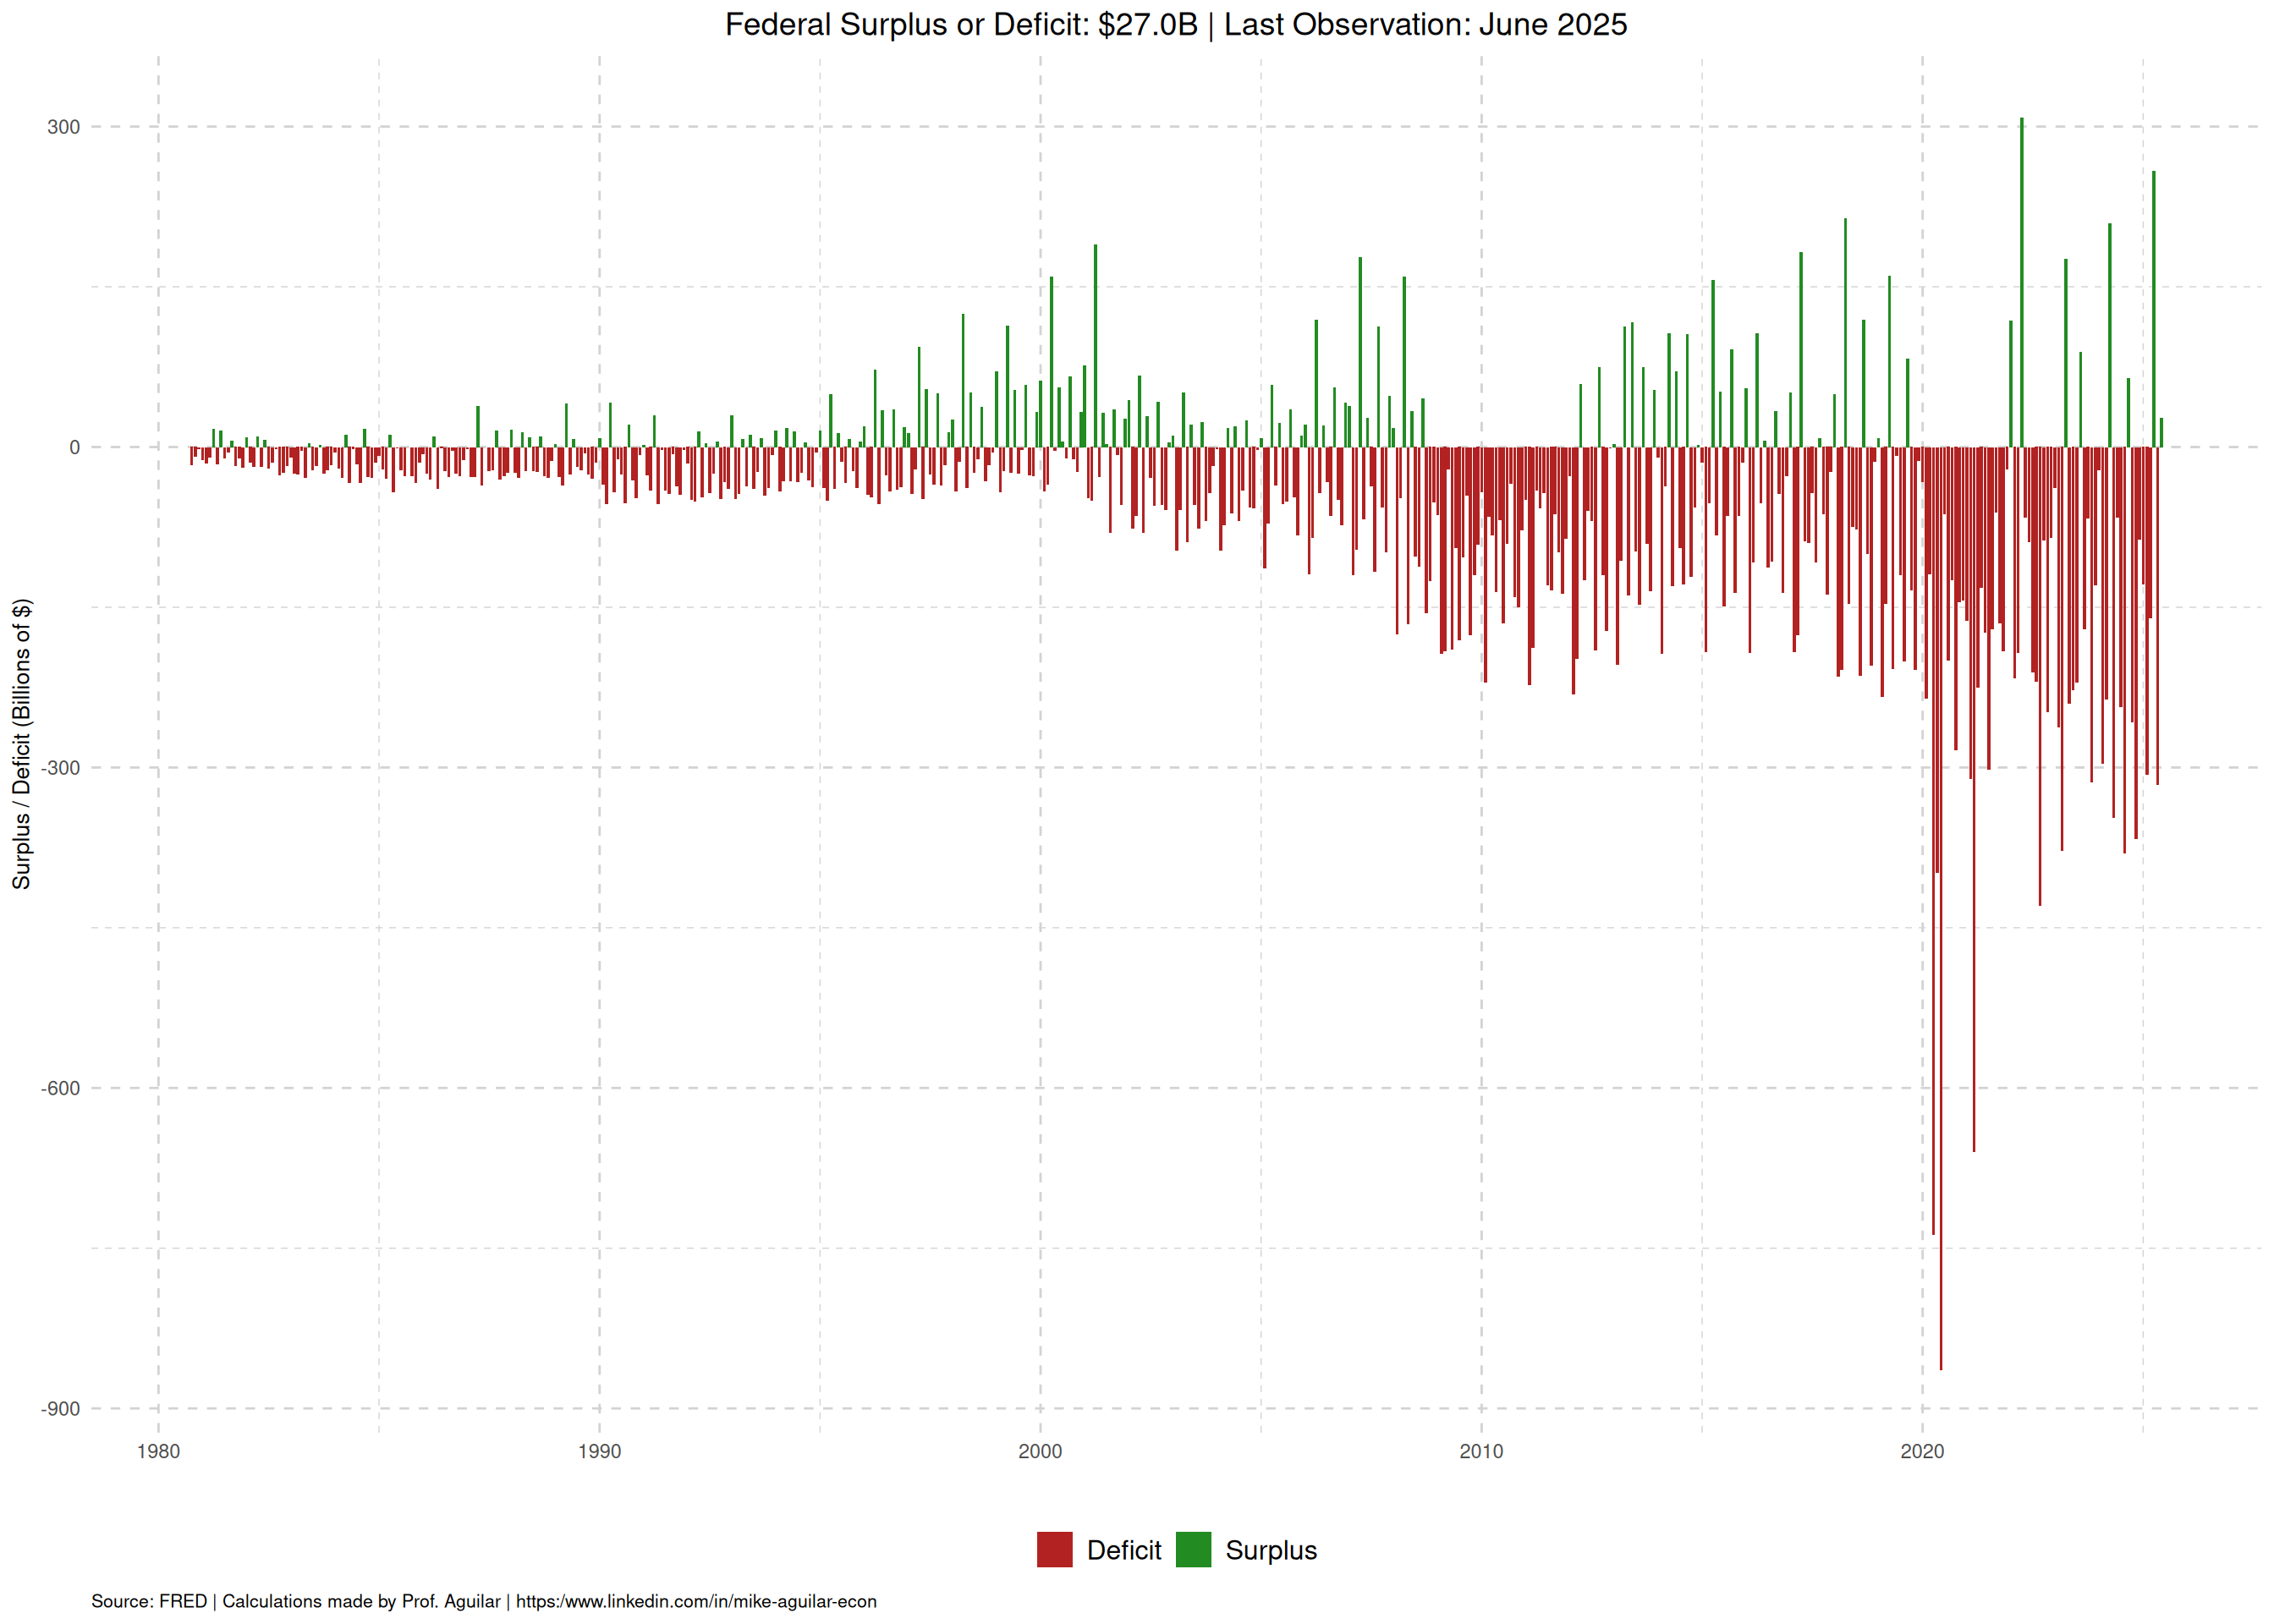 Federal Surplus or Deficit: $27.0B | Last Observation: June 2025
Surplus / Deficit (Billions of $)
300
0
-300
-600
-900
1980
1990
2000
2010
2020
Deficit
Surplus
Source: FRED | Calculations made by Prof. Aguilar | https:/www.linkedin.com/in/mike-aguilar-econ